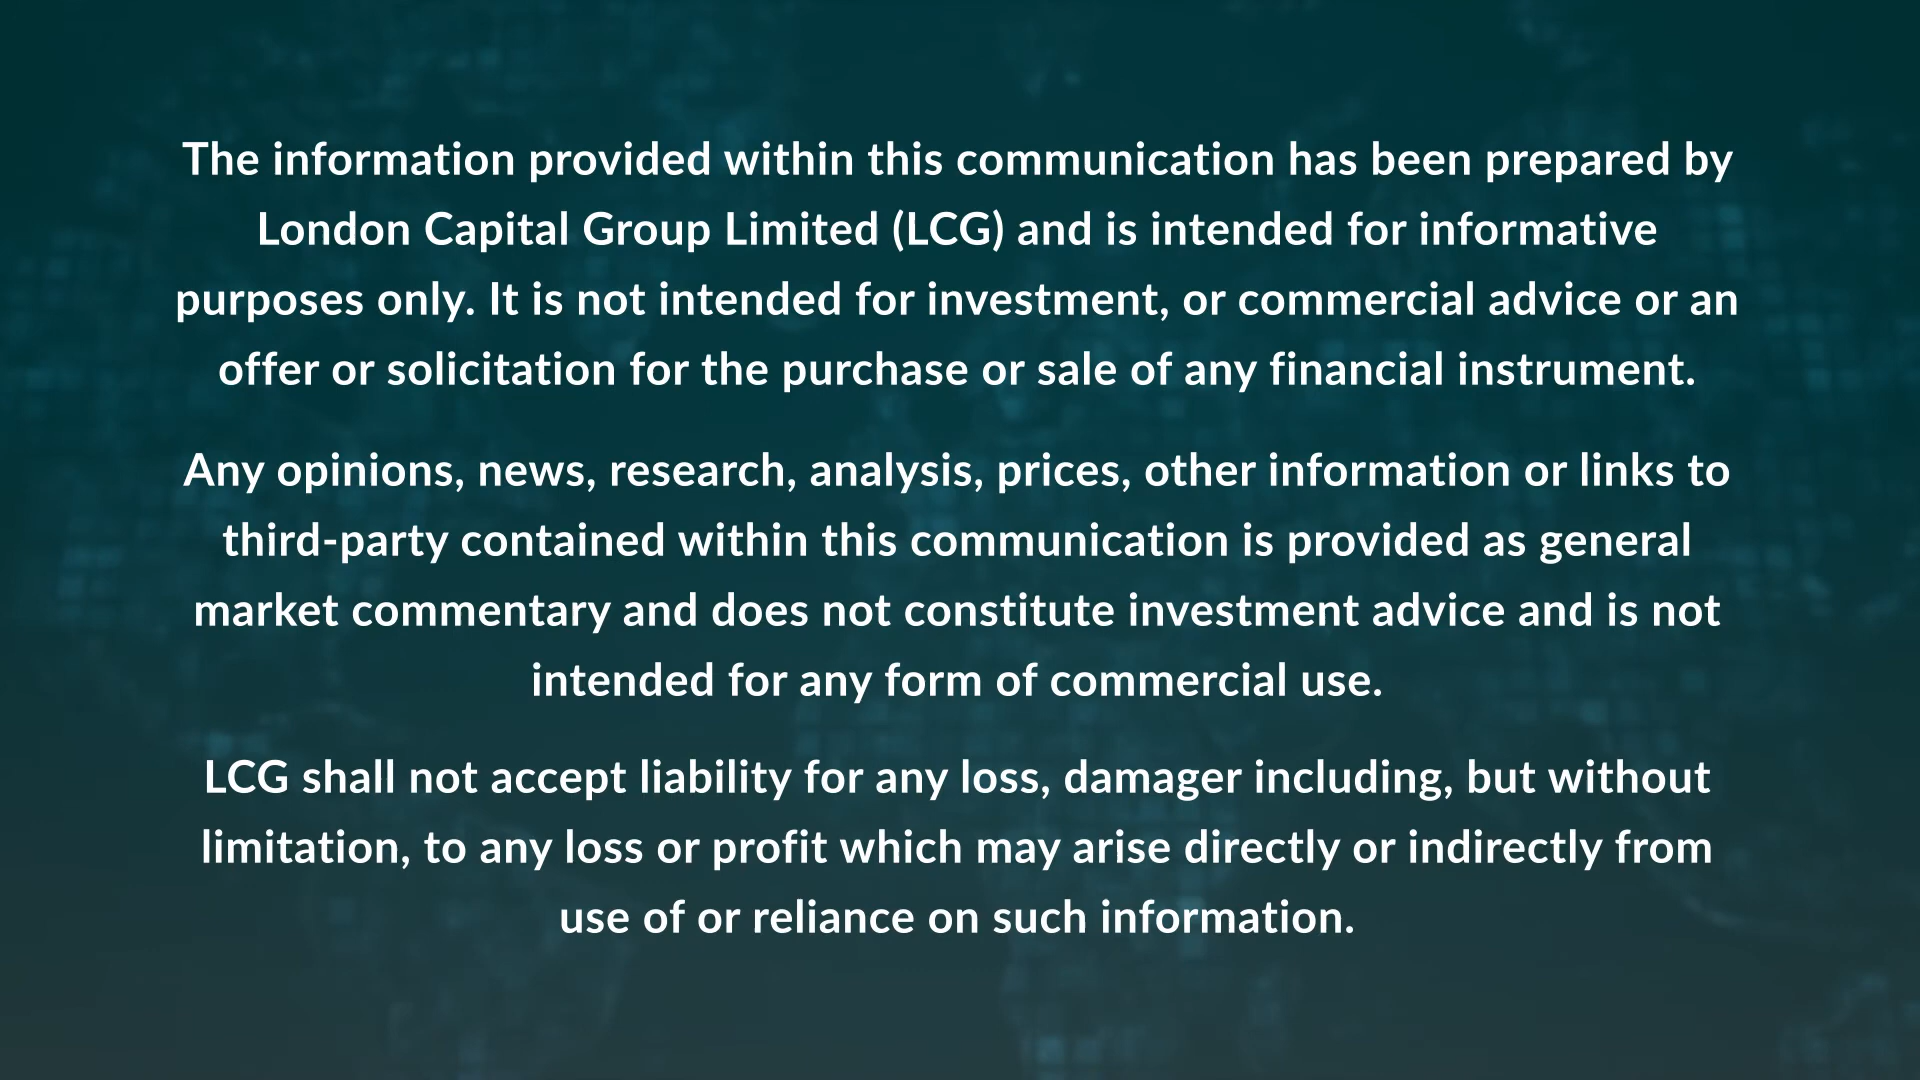 The information provided within this communication has been prepared by
London Capital Group Limited (LCG) and is intended for informative
purposes only. It is not intended for investment, or commercial advice or an
offer or solicitation for the purchase or sale of any financial instrument.
Any opinions, news, research, analysis, prices, other information or links to
third-party contained within this communication is provided as general
market commentary and does not constitute investment advice and is not
intended for any form of commercial use.
LCG shall not accept liability for any loss, damager including, but without
limitation, to any loss or profit which may arise directly or indirectly from
use of or reliance on such information.